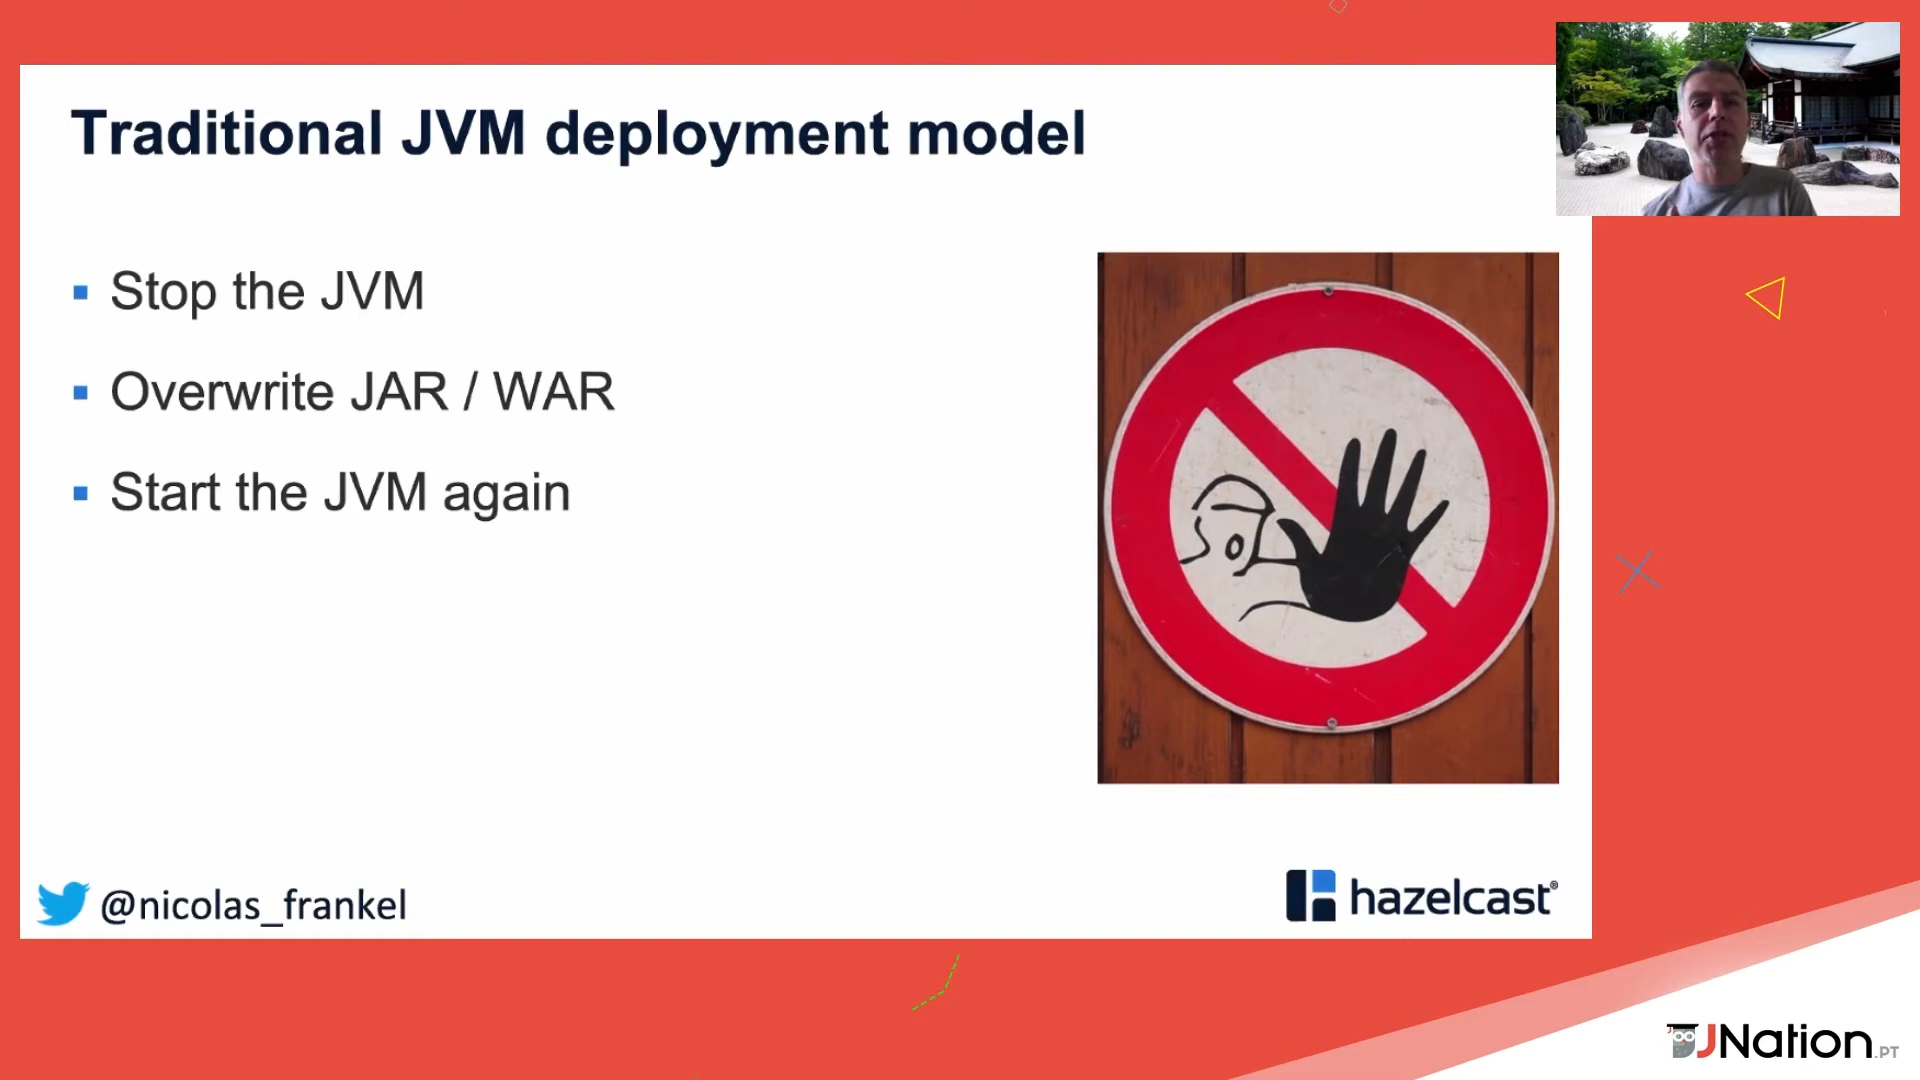 Traditional JVM deployment model
Stop the JVM
Overwrite JAR / WAR
Start the JVM again
@nicolas_frankel
hazelcast®
JNation.PT